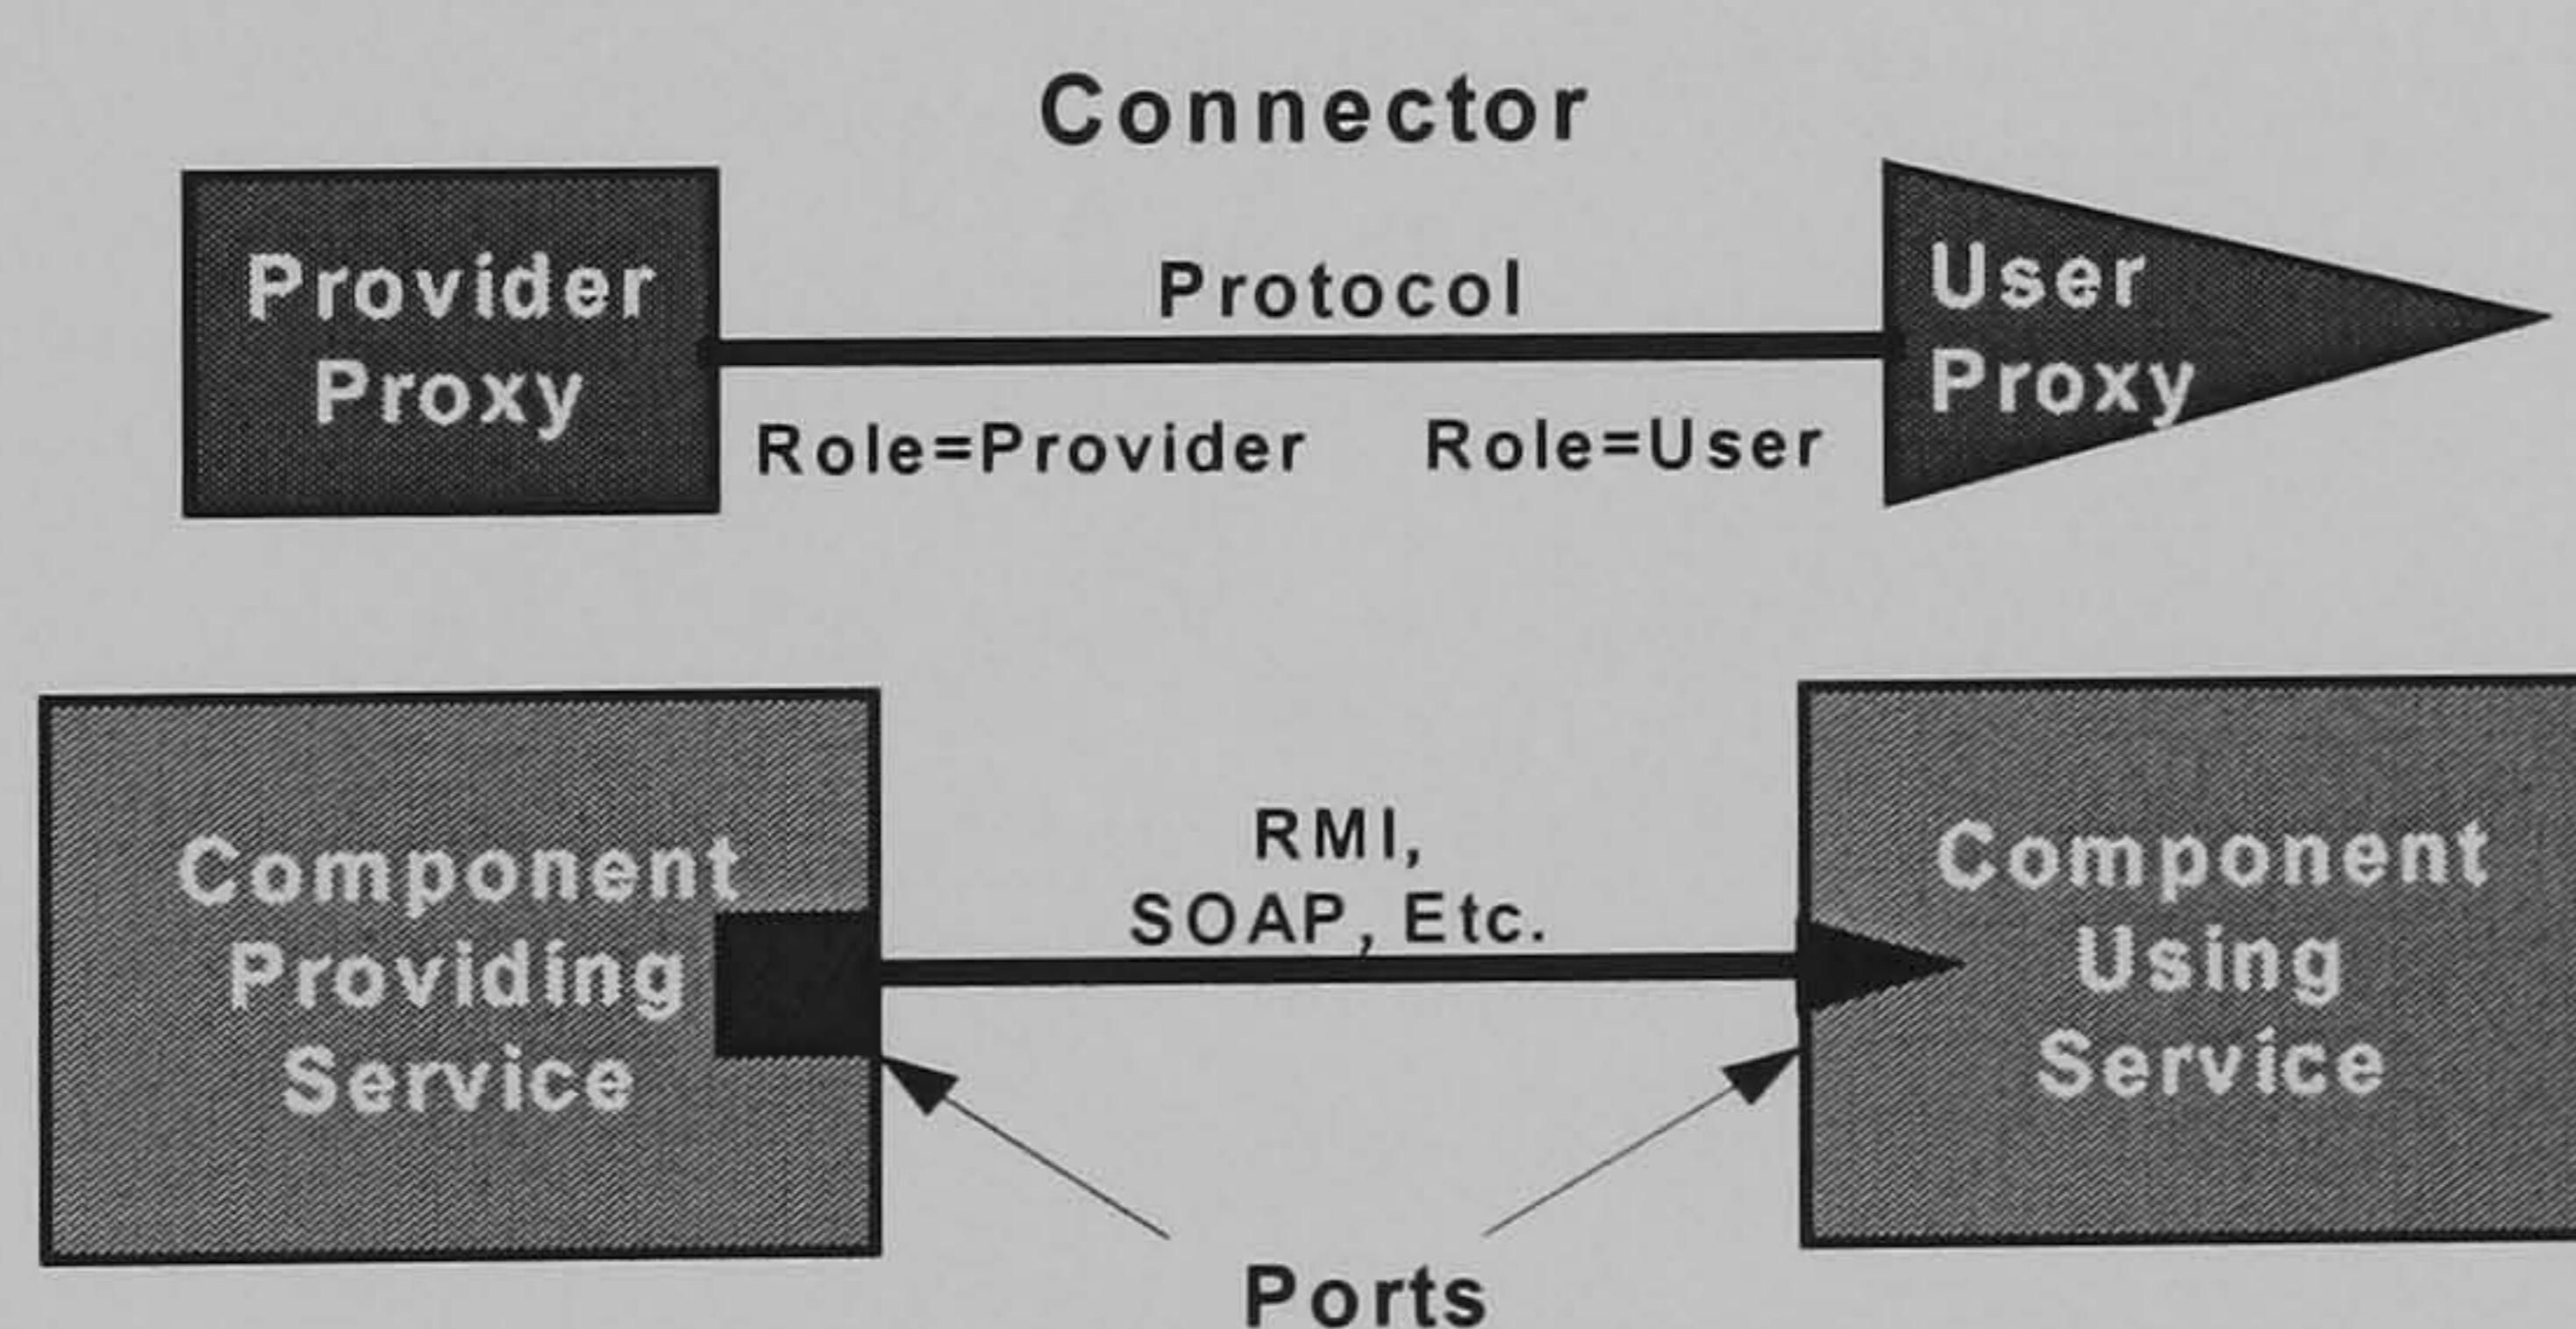 Connector
Provider
Proxy
Protocol
Role=Provider
Role=User
User
Proxy
Component
Providing
Service
RMI,
SOAP, Etc.
Component
Using
Service
Ports